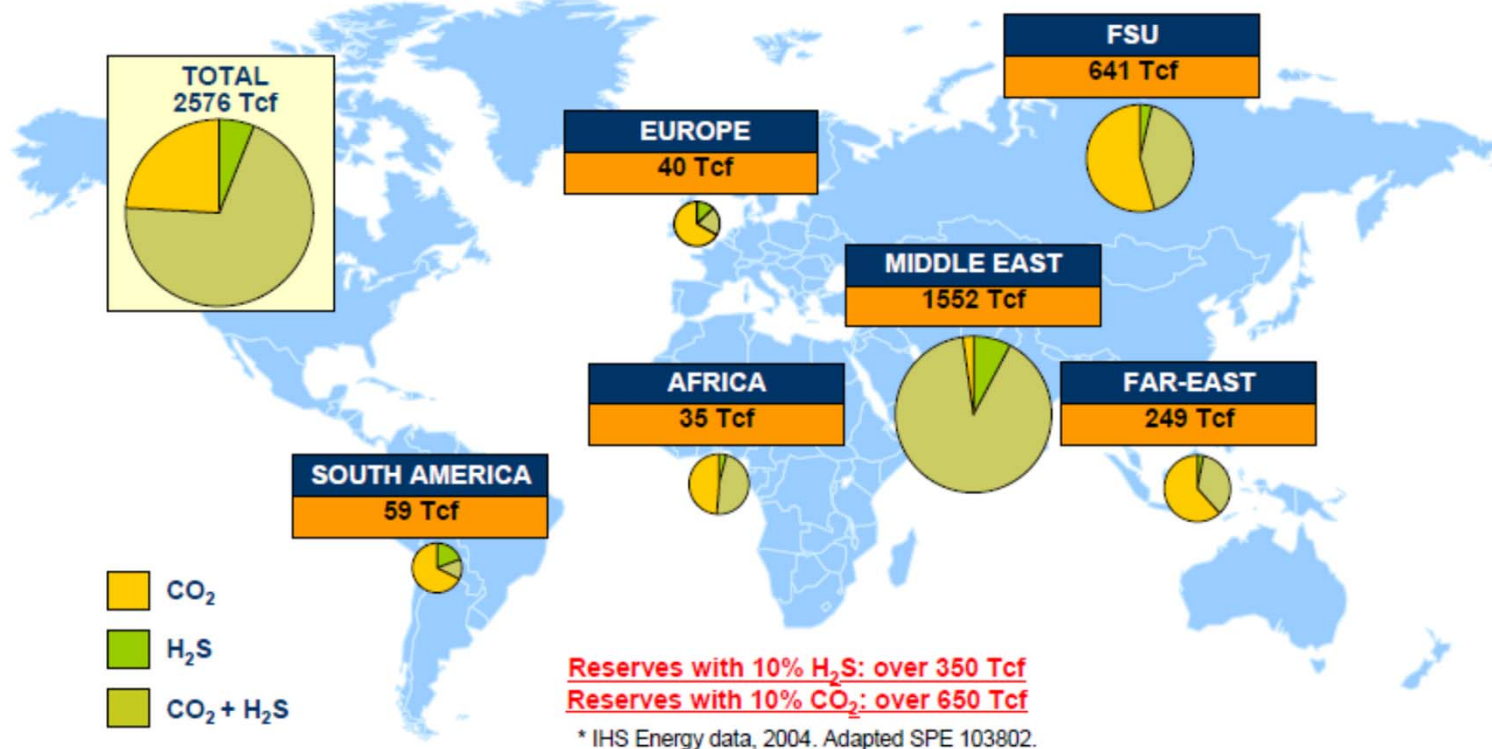 TOTAL
2576 Tcf
FSU
641 Tcf
EUROPE
40 Tcf
MIDDLE EAST
1552 Tcf
AFRICA
35 Tcf
FAR-EAST
249 Tcf
SOUTH AMERICA
59 Tcf
CO₂
H₂S
CO₂ + H₂S
Reserves with 10% H₂S: over 350 Tcf
Reserves with 10% CO₂: over 650 Tcf
* IHS Energy data, 2004. Adapted SPE 103802.